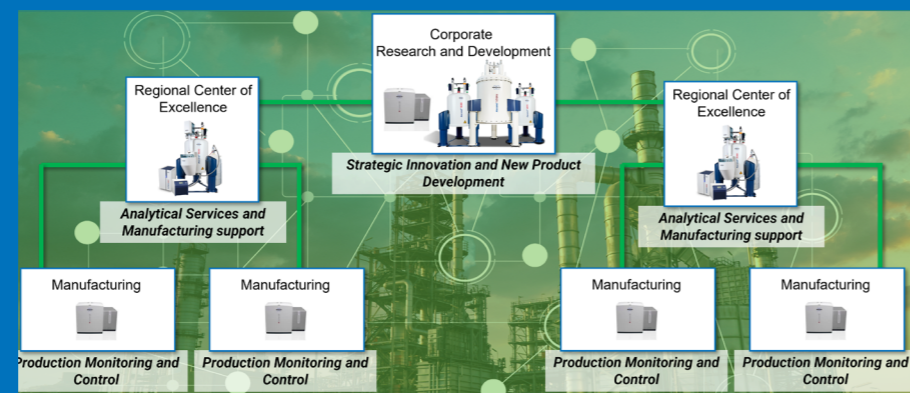 Corporate
Research and Development
Strategic Innovation and New Product
Development
Regional Center of
Excellence
Analytical Services and
Manufacturing support
Regional Center of
Excellence
Analytical Services and
Manufacturing support
Manufacturing
Production Monitoring and
Control
Manufacturing
Production Monitoring and
Control
Manufacturing
Production Monitoring and
Control
Manufacturing
Production Monitoring and
Control